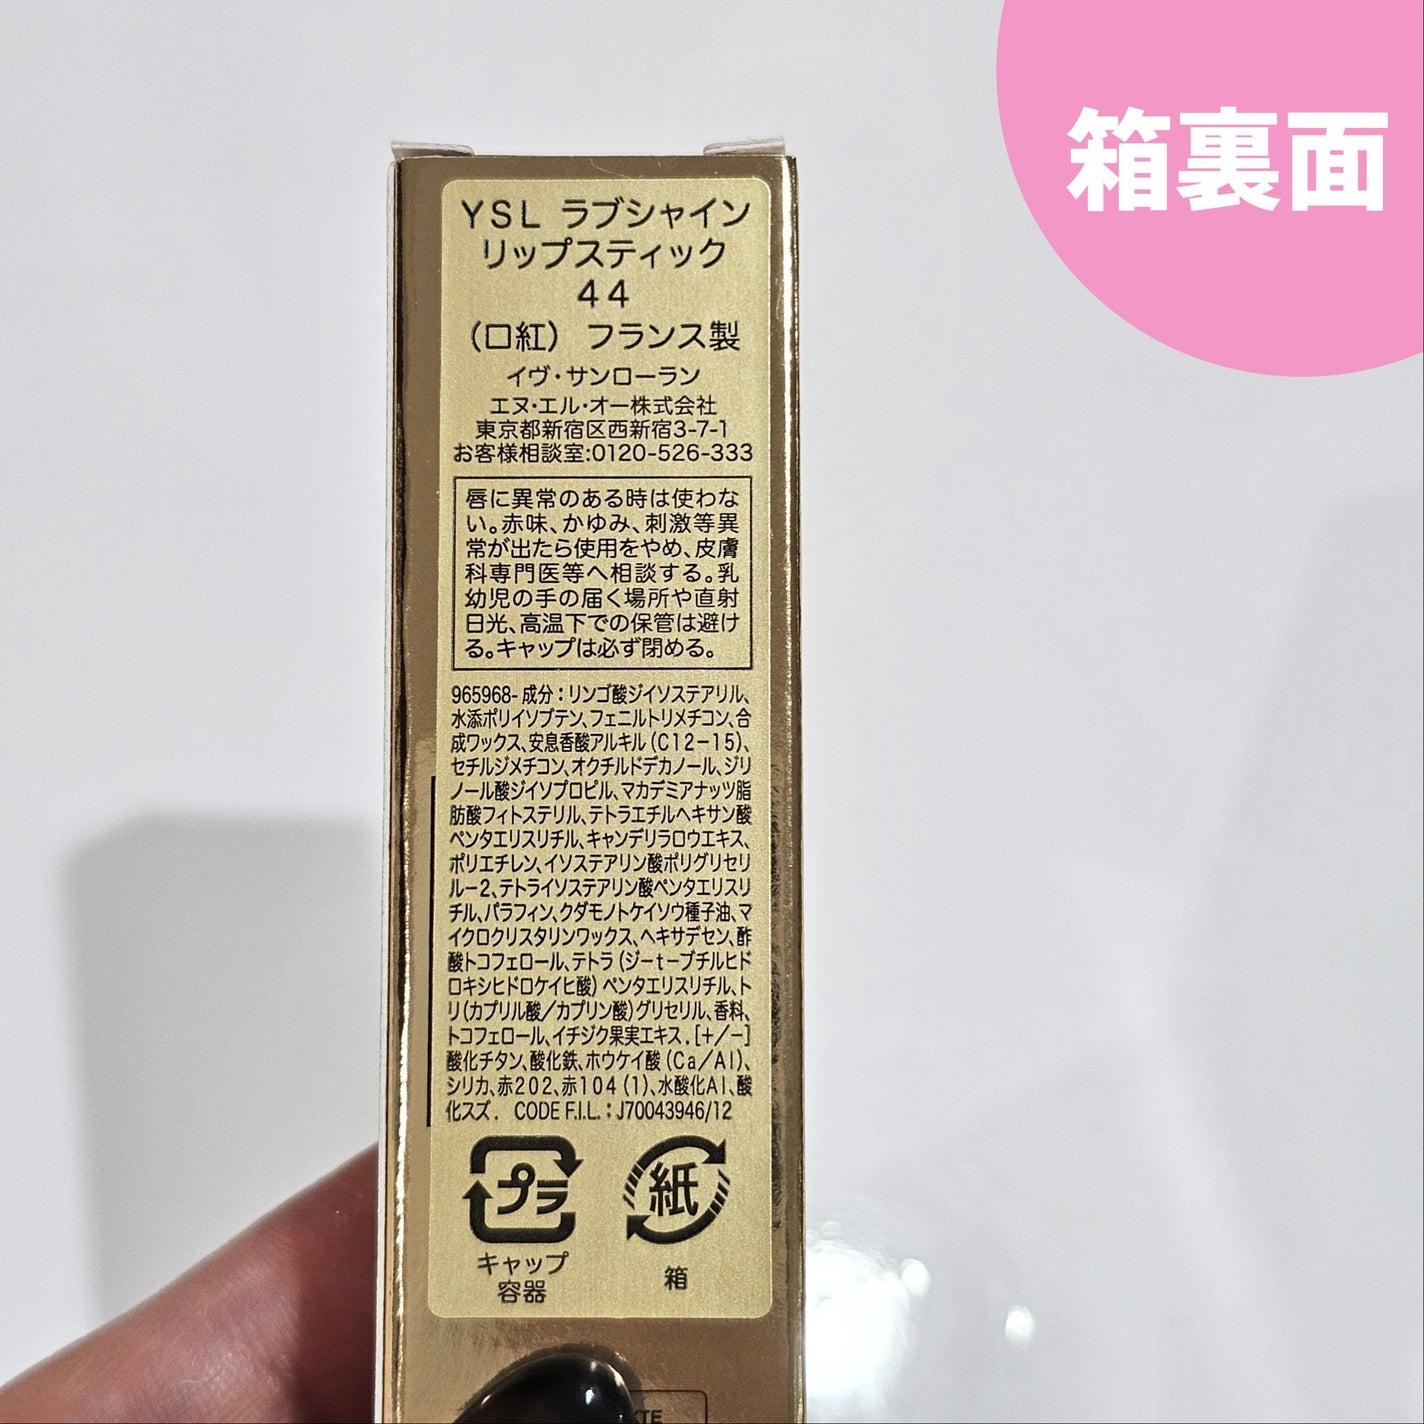 箱裏面
YSL ラブシャイン
リップスティック
44
(口紅) フランス製
イヴ・サンローラン
エヌ・エル・オー株式会社
東京都新宿区西新宿3-7-1
お客様相談室:0120-526-333
唇に異常のある時は使わな
い。赤味、かゆみ、刺激等異
常が出たら使用をやめ、皮膚
科専門医等へ相談する。乳
幼児の手の届く場所や直射
日光、高温下での保管は避け
る。キャップは必ず閉める。
965968- 成分：リンゴ酸ジイソステアリル、
水添ポリイソブテン、フェニルトリメチコン、合
成ワックス、安息香酸アルキル(C12-15)、
セチルジメチコン、オクチルドデカノール、ジリ
ノール酸ジイソプロピル、マカデミアナッツ脂
肪酸フィトステリル、テトラエチルヘキサン酸
ペンタエリスリチル、キャンデリラロウエキス、
ポリエチレン、イソステアリン酸ポリグリセリ
ル-2、テトライソステアリン酸ペンタエリスリ
チル、パラフィン、クダモノトケイソウ種子油、マ
イクロクリスタリンワックス、ヘキサデセン、酢
酸トコフェロール、テトラ(ジ-t-ブチルヒド
ロキシヒドロケイヒ酸)ペンタエリスリチル、ト
リ(カプリル酸/カプリン酸)グリセリル、香料、
トコフェロール、イチジク果実エキス. [+/-]
酸化チタン、酸化鉄、ホウケイ酸(Ca/Al)、
シリカ、赤202、赤104(1)、水酸化Al、酸
化スズ. CODE F.I.L.：J70043946/12
プラ
紙
キャップ
容器
箱